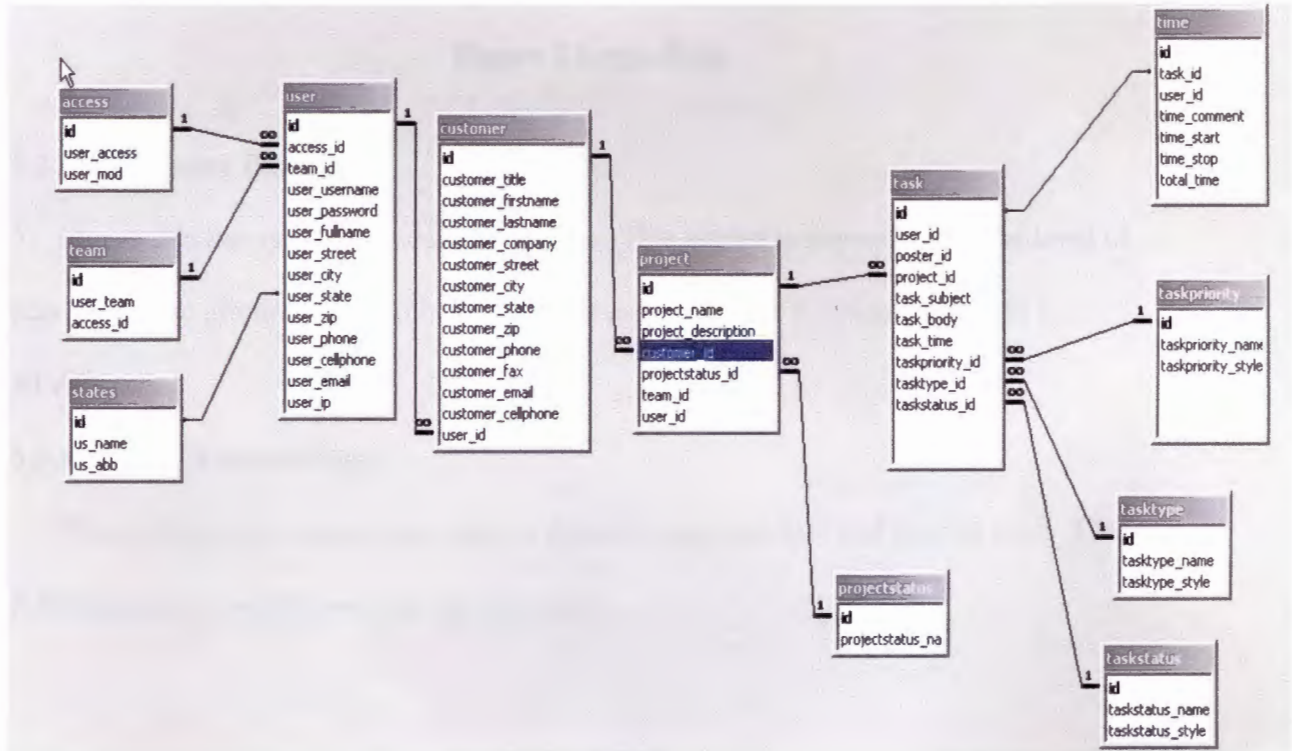 access
id
user_access
user_mod
team
id
user_team
access_id
states
id
us_name
us_abb
user
id
access_id
team_id
user_username
user_password
user_fullname
user_street
user_city
user_state
user_zip
user_phone
user_cellphone
user_email
user_ip
customer
id
customer_title
customer_firstname
customer_lastname
customer_company
customer_street
customer_city
customer_state
customer_zip
customer_phone
customer_fax
customer_email
customer_cellphone
user_id
project
id
project_name
project_description
customer_id
projectstatus_id
team_id
user_id
projectstatus
id
projectstatus_na
task
id
user_id
poster_id
project_id
task_subject
task_body
task_time
taskpriority_id
tasktype_id
taskstatus_id
time
id
task_id
user_id
time_comment
time_start
time_stop
total_time
taskpriority
id
taskpriority_name
taskpriority_style
tasktype
id
tasktype_name
tasktype_style
taskstatus
id
taskstatus_name
taskstatus_style
1
∞
1
∞
1
∞
1
∞
1
∞
∞
1
∞
1
∞
1
∞
1